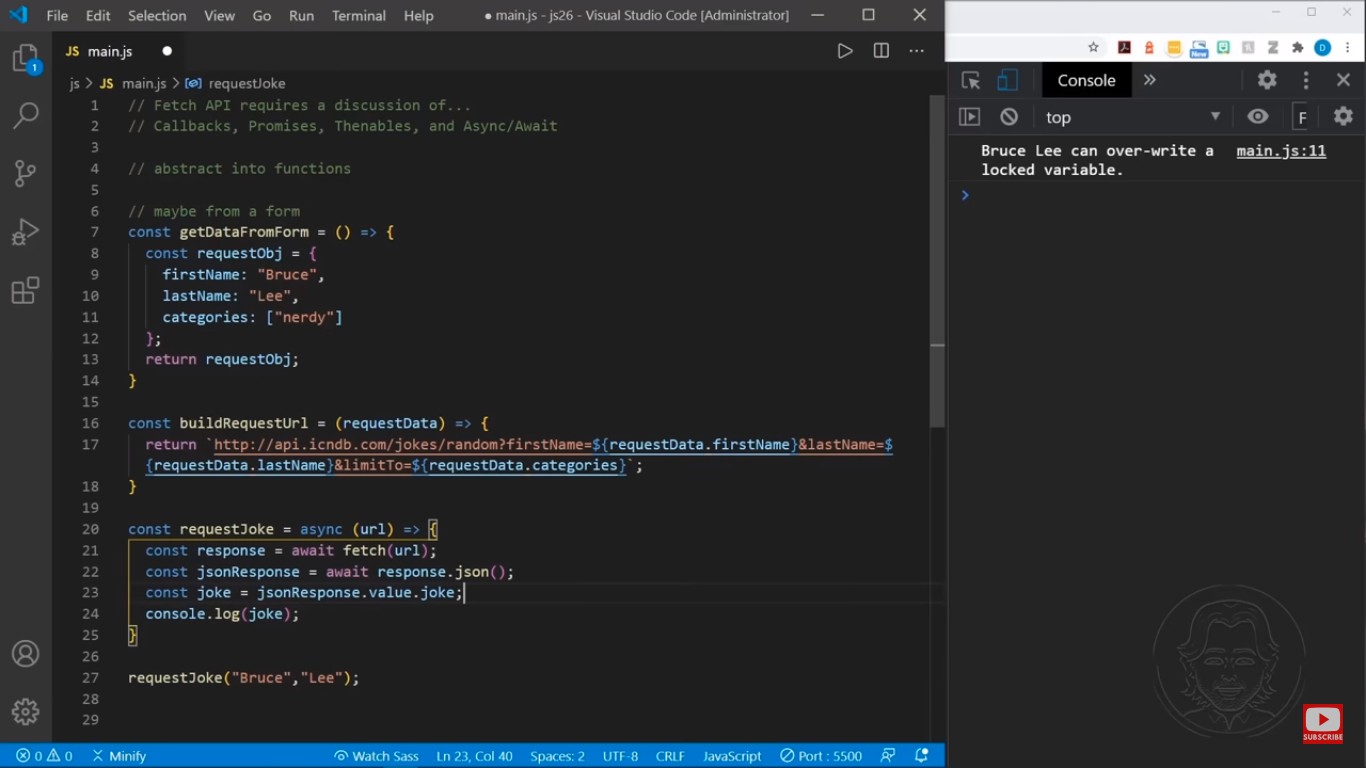 File Edit Selection View Go Run Terminal Help ● main.js - js26 - Visual Studio Code [Administrator]
JS main.js ●
js > JS main.js > requestJoke
1 // Fetch API requires a discussion of...
2 // Callbacks, Promises, Thenables, and Async/Await
3
4 // abstract into functions
5
6 // maybe from a form
7 const getDataFromForm = () => {
8 const requestObj = {
9 firstName: "Bruce",
10 lastName: "Lee",
11 categories: ["nerdy"]
12 };
13 return requestObj;
14 }
15
16 const buildRequestUrl = (requestData) => {
17 return `http://api.icndb.com/jokes/random?firstName=${requestData.firstName}&lastName=$
{requestData.lastName}&limitTo=${requestData.categories}`;
18 }
19
20 const requestJoke = async (url) => {
21 const response = await fetch(url);
22 const jsonResponse = await response.json();
23 const joke = jsonResponse.value.joke;
24 console.log(joke);
25 }
26
27 requestJoke("Bruce","Lee");
28
29
1
0 0 Minify Watch Sass Ln 23, Col 40 Spaces: 2 UTF-8 CRLF JavaScript Port : 5500
New D
Console »
top F
Bruce Lee can over-write a main.js:11
locked variable.
>
SUBSCRIBE